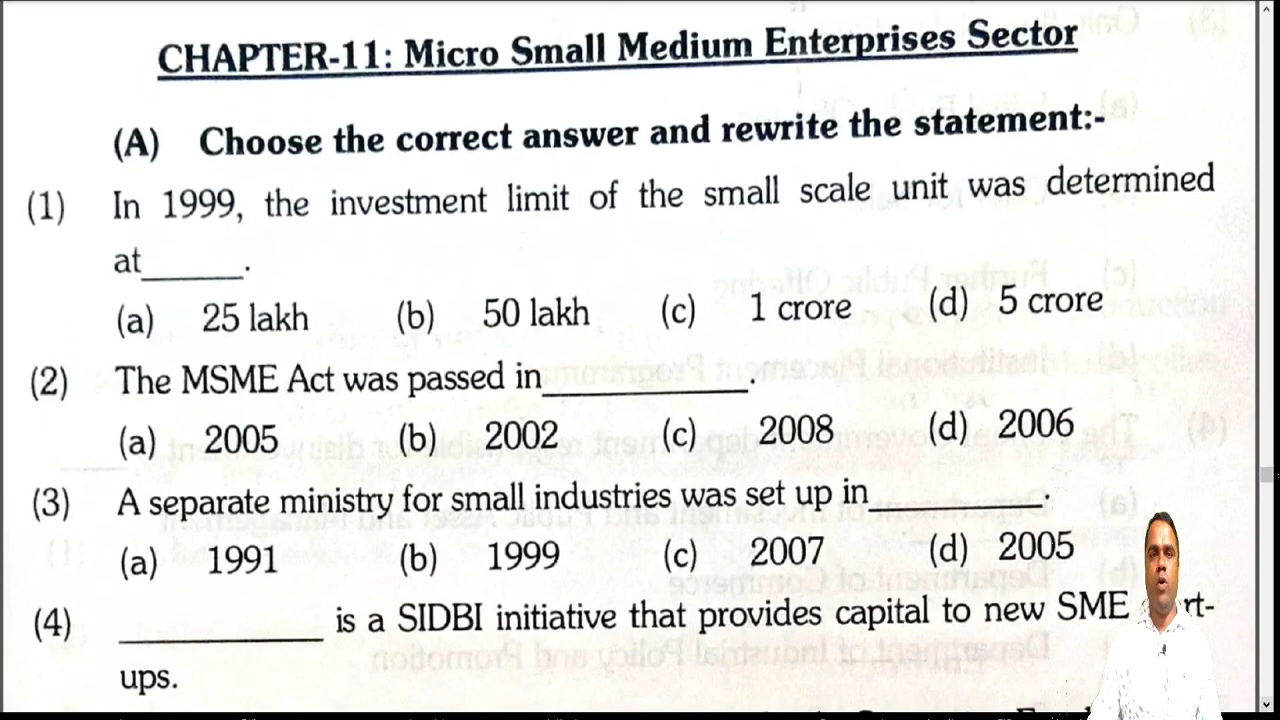 CHAPTER-11: Micro Small Medium Enterprises Sector
(A) Choose the correct answer and rewrite the statement:-
(1) In 1999, the investment limit of the small scale unit was determined
at______.
(a) 25 lakh (b) 50 lakh (c) 1 crore (d) 5 crore
(2) The MSME Act was passed in____________.
(a) 2005 (b) 2002 (c) 2008 (d) 2006
(3) A separate ministry for small industries was set up in __________.
(a) 1991 (b) 1999 (c) 2007 (d) 2005
(4) ____________ is a SIDBI initiative that provides capital to new SME
ups.